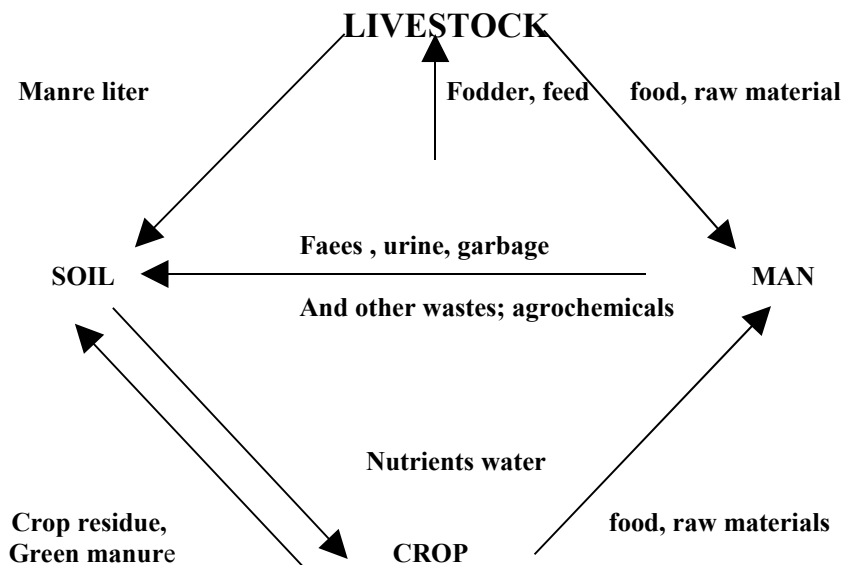 LIVESTOCK
Manre liter
Fodder, feed
food, raw material
Faees , urine, garbage
SOIL
MAN
And other wastes; agrochemicals
Nutrients water
Crop residue,
food, raw materials
Green manure
CROP